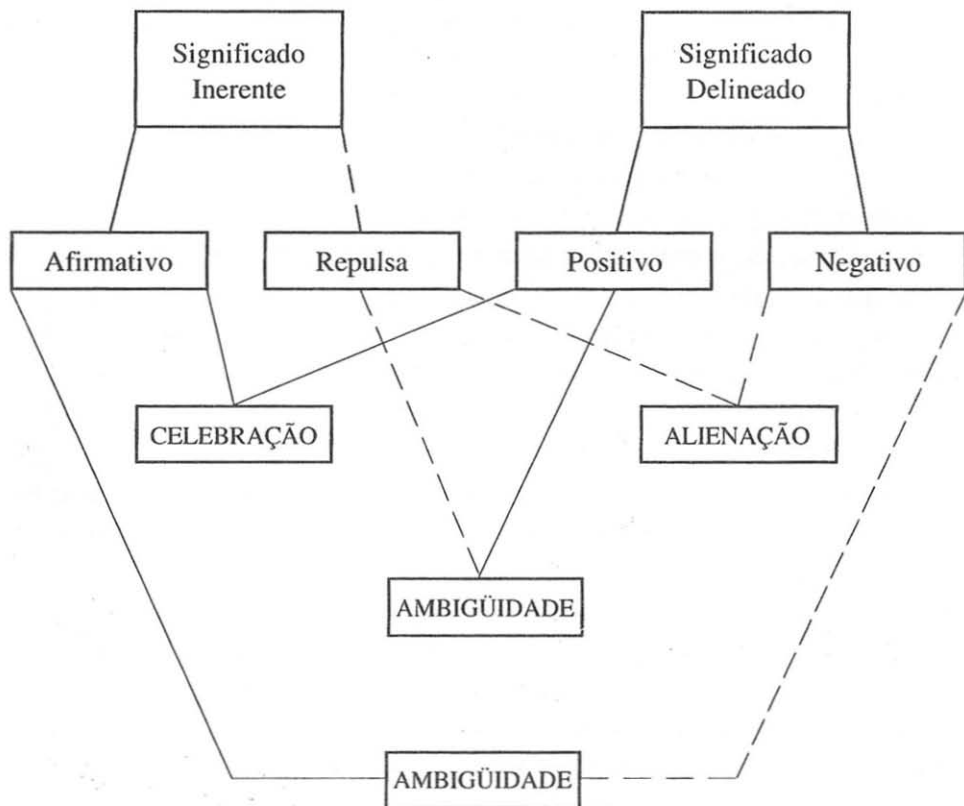 Significado
Inerente
Significado
Delineado
Afirmativo
Repulsa
Positivo
Negativo
CELEBRAÇÃO
ALIENAÇÃO
AMBIGÜIDADE
AMBIGÜIDADE